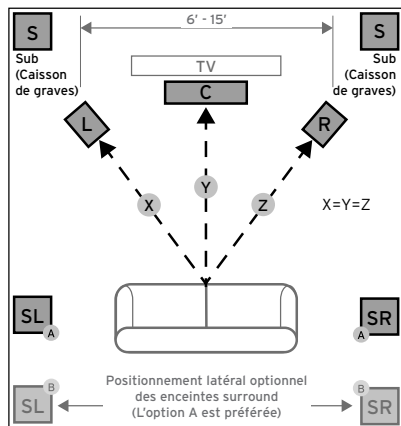 S
6' - 15'
S
Sub
(Caisson
de graves)
TV
Sub
(Caisson
de graves)
C
L
R
Y
X
Z
X=Y=Z
SL
A
SR
A
B
SL
Positionnement latéral optionnel
des enceintes surround
(L'option A est préférée)
B
SR